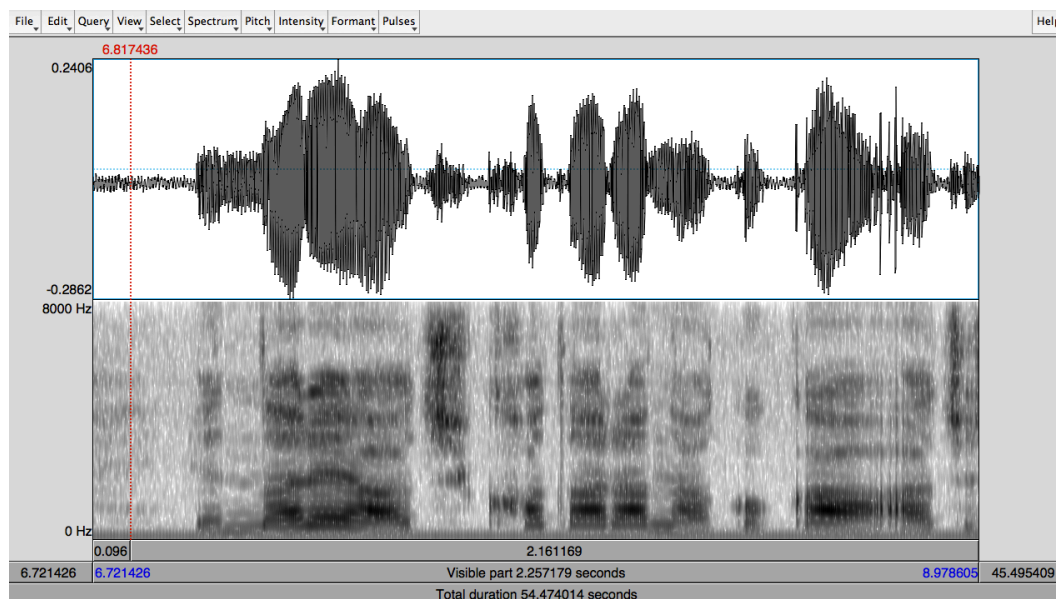 File Edit Query View Select Spectrum Pitch Intensity Formant Pulses Help
6.817436
0.2406
-0.2862
8000 Hz
0 Hz
0.096 2.161169
6.721426 6.721426 Visible part 2.257179 seconds 8.978605 45.495409
Total duration 54.474014 seconds